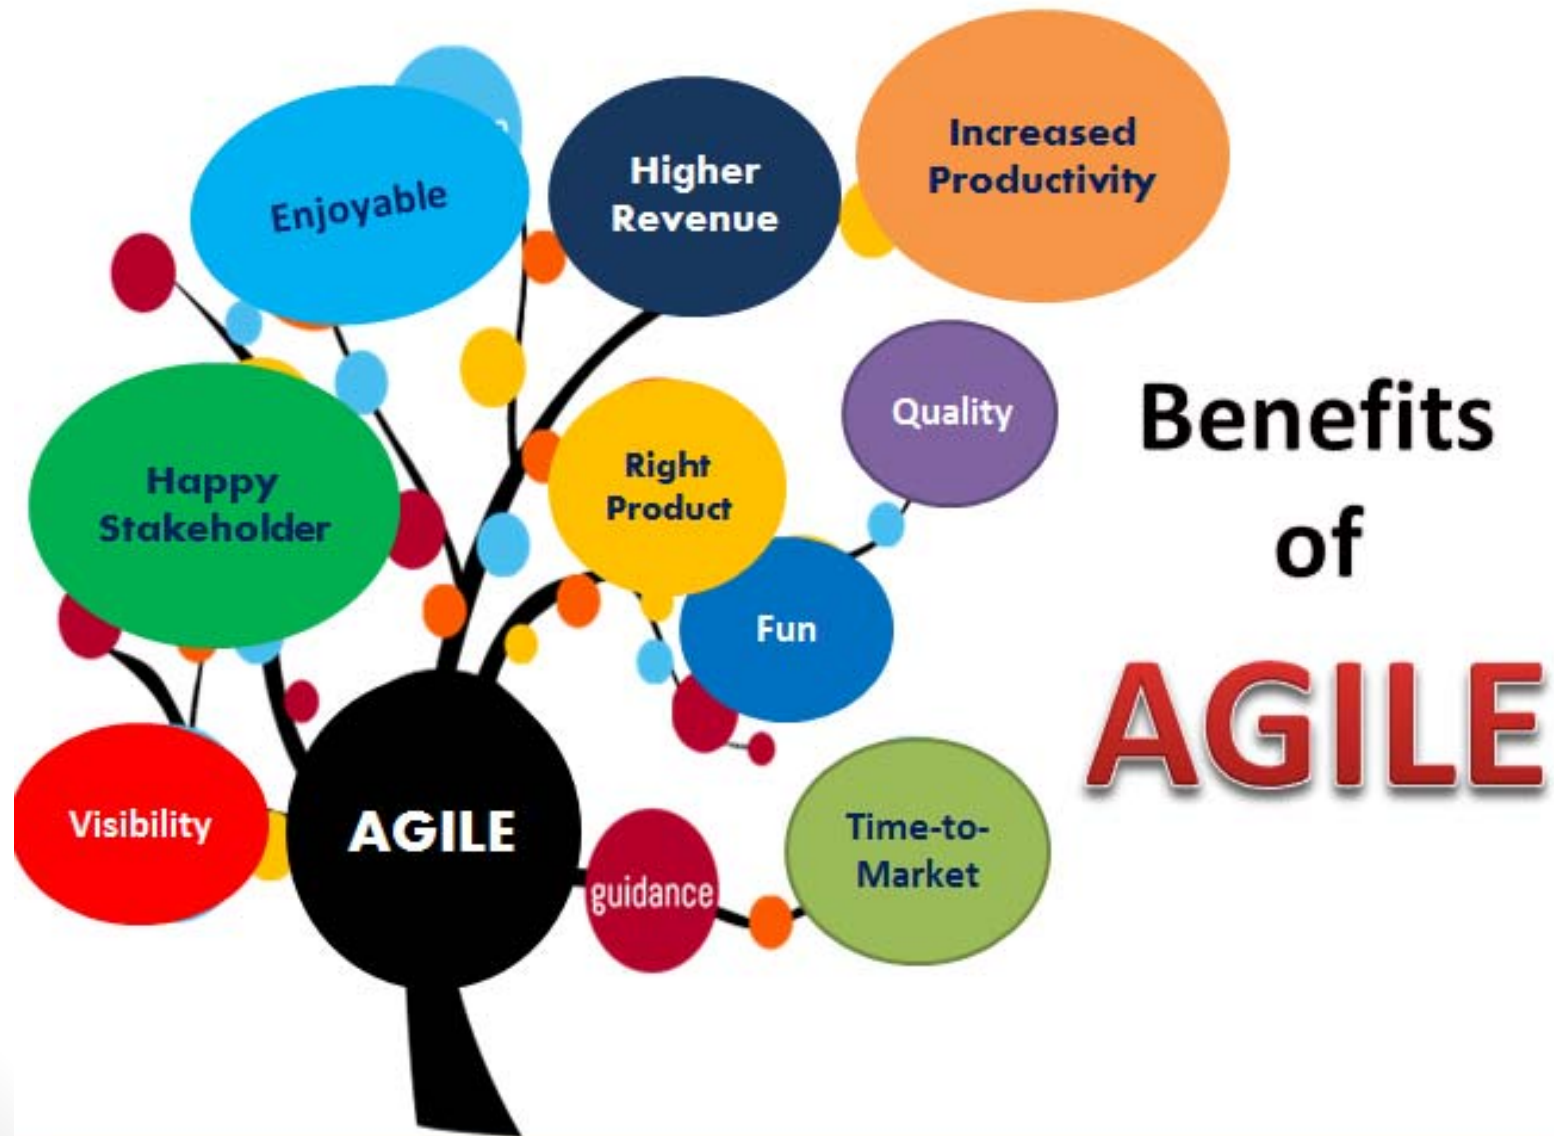 Enjoyable
Higher
Revenue
Increased
Productivity
Quality
Happy
Stakeholder
Right
Product
Fun
Visibility
AGILE
guidance
Time-to-
Market
Benefits
of
AGILE